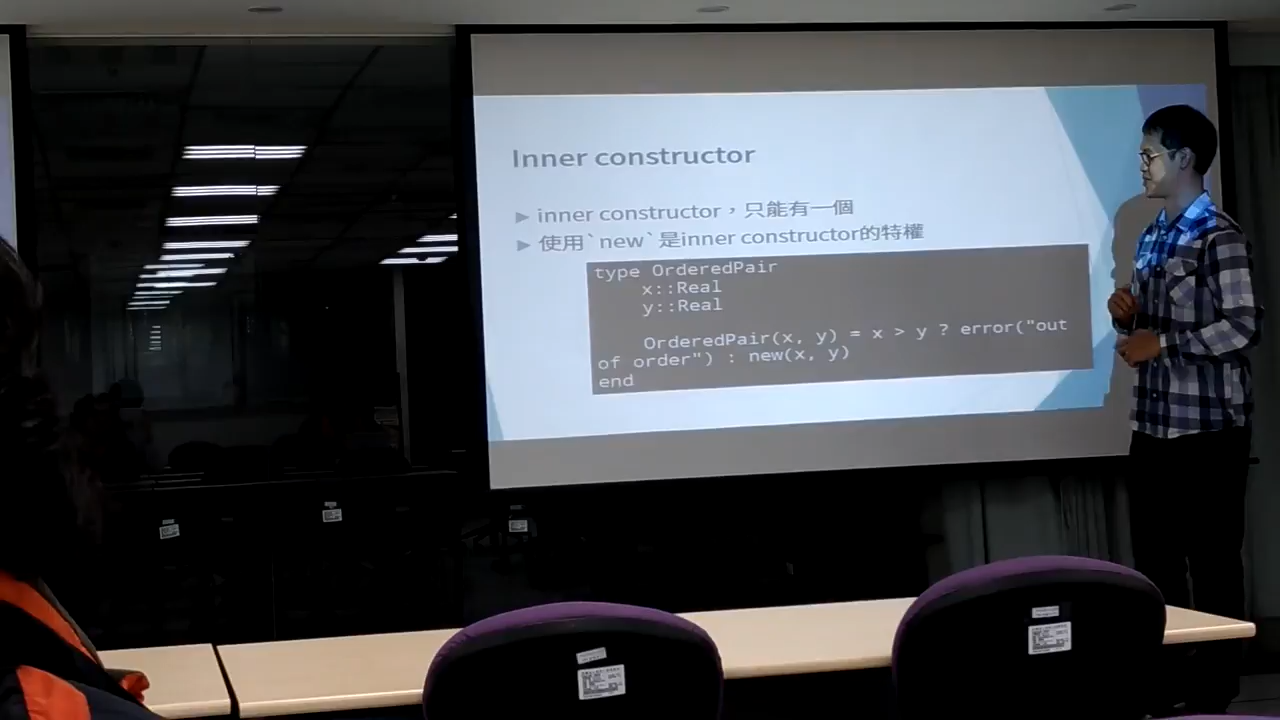 Inner constructor
▶ inner constructor，只能有一個
▶ 使用`new`是inner constructor的特權
type OrderedPair
    x::Real
    y::Real
    OrderedPair(x, y) = x > y ? error("out
of order") : new(x, y)
end